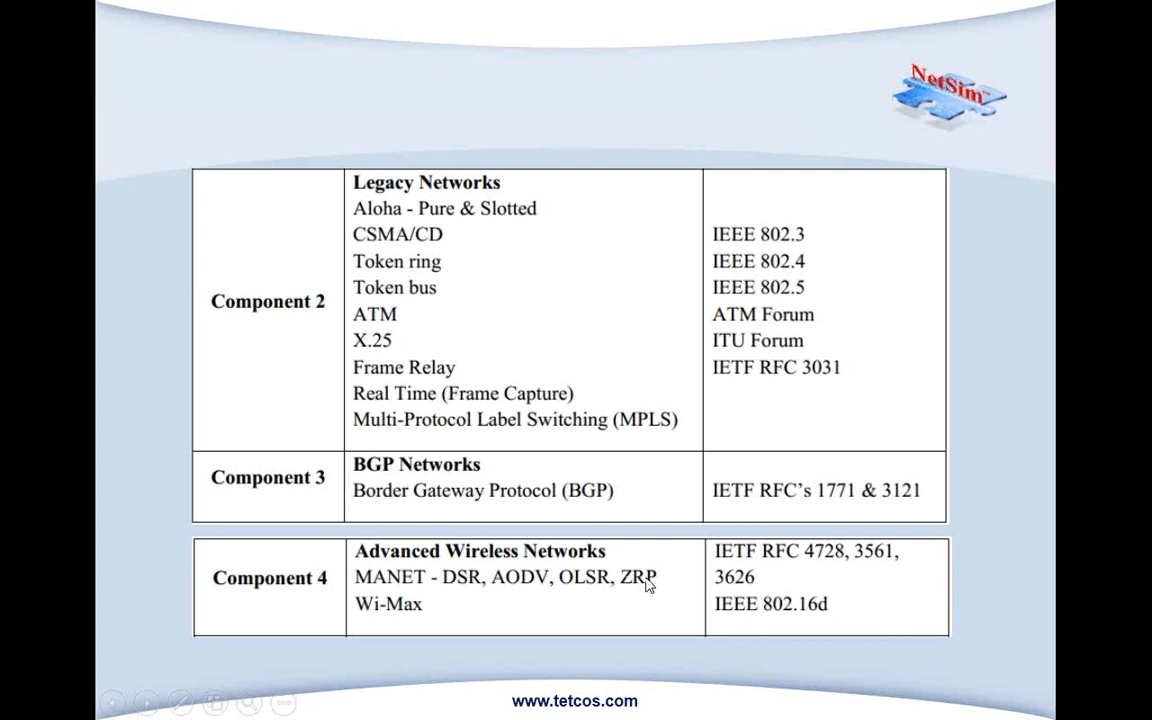 NetSim™
Component 2
Legacy Networks
Aloha - Pure & Slotted
CSMA/CD
Token ring
Token bus
ATM
X.25
Frame Relay
Real Time (Frame Capture)
Multi-Protocol Label Switching (MPLS)
IEEE 802.3
IEEE 802.4
IEEE 802.5
ATM Forum
ITU Forum
IETF RFC 3031
Component 3
BGP Networks
Border Gateway Protocol (BGP)
IETF RFC’s 1771 & 3121
Component 4
Advanced Wireless Networks
MANET - DSR, AODV, OLSR, ZRP
Wi-Max
IETF RFC 4728, 3561,
3626
IEEE 802.16d
www.tetcos.com